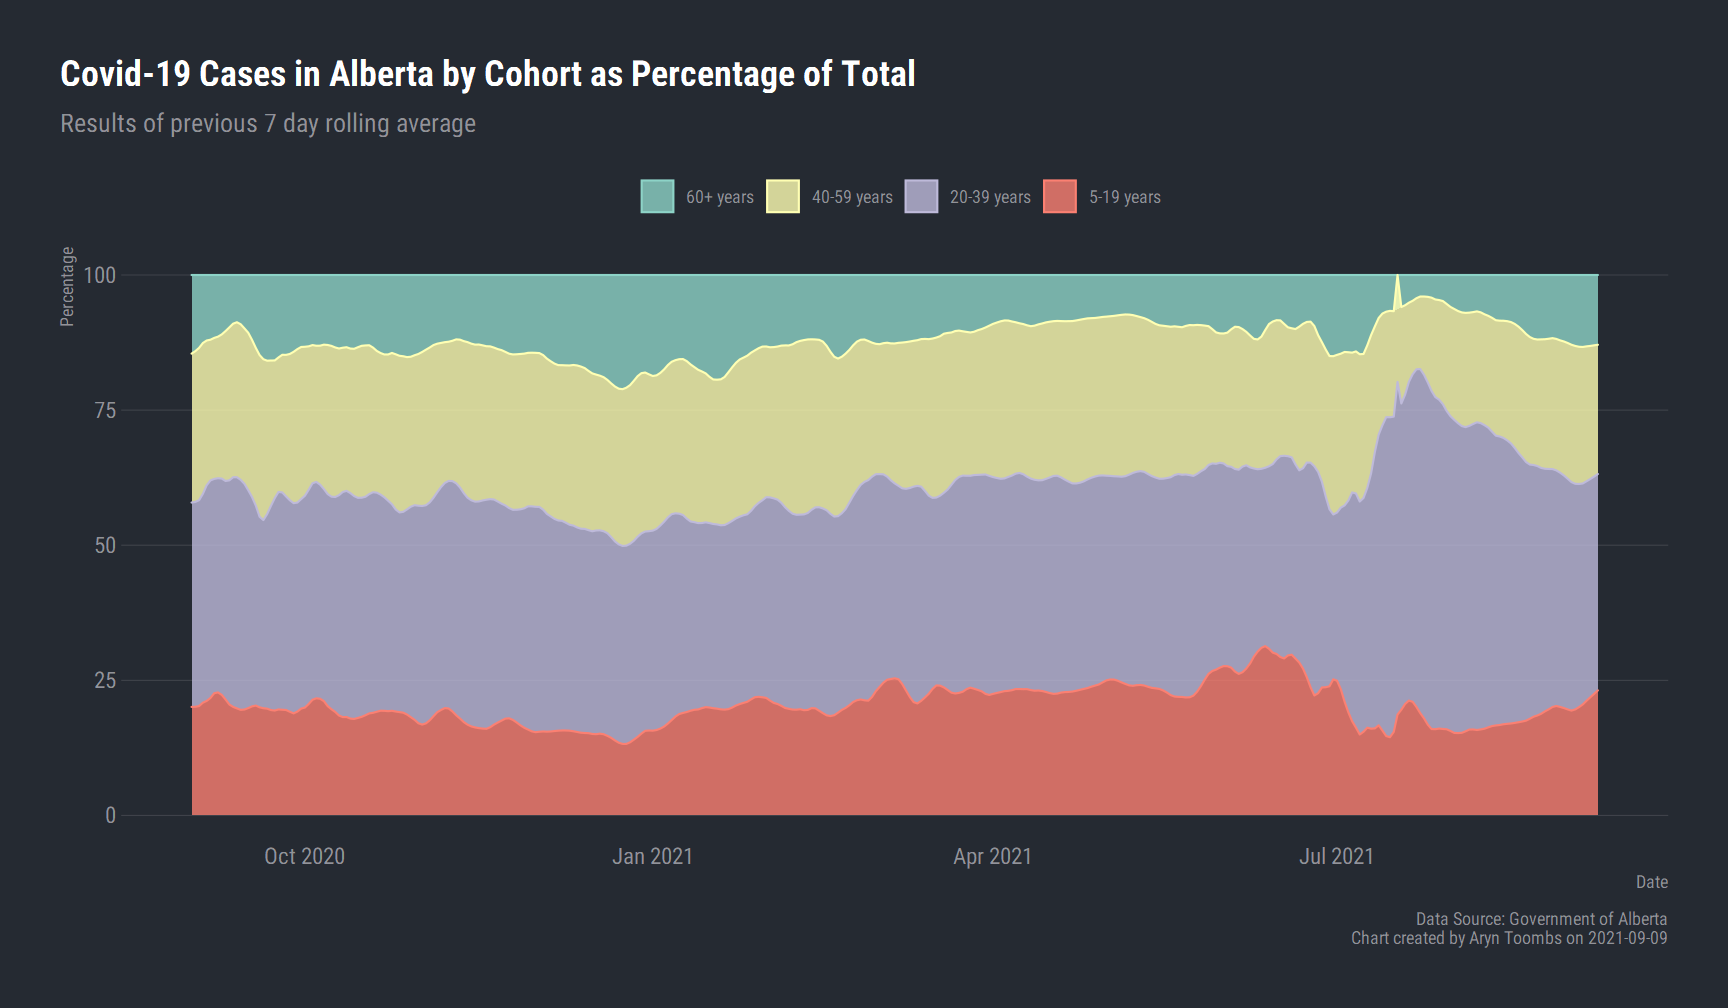 Covid-19 Cases in Alberta by Cohort as Percentage of Total
Results of previous 7 day rolling average
60+ years 40-59 years 20-39 years 5-19 years
Percentage
100
75
50
25
0
Oct 2020 Jan 2021 Apr 2021 Jul 2021
Date
Data Source: Government of Alberta
Chart created by Aryn Toombs on 2021-09-09